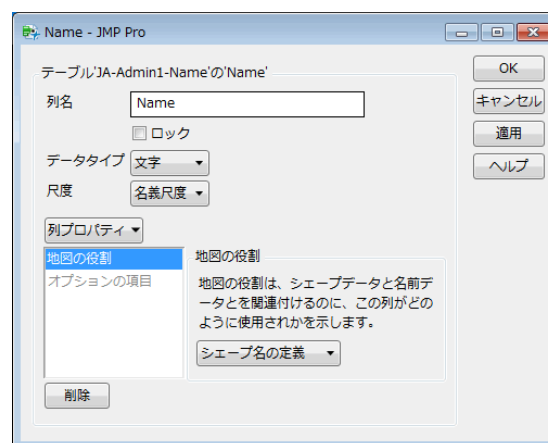 Name - JMP Pro
テーブル'JA-Admin1-Name'の'Name'
列名
Name
ロック
データタイプ
文字
尺度
名義尺度
列プロパティ
地図の役割
オプションの項目
削除
地図の役割
地図の役割は、シェープデータと名前デ
ータとを関連付けるのに、この列がどの
ように使用されかを示します。
シェープ名の定義
OK
キャンセル
適用
ヘルプ